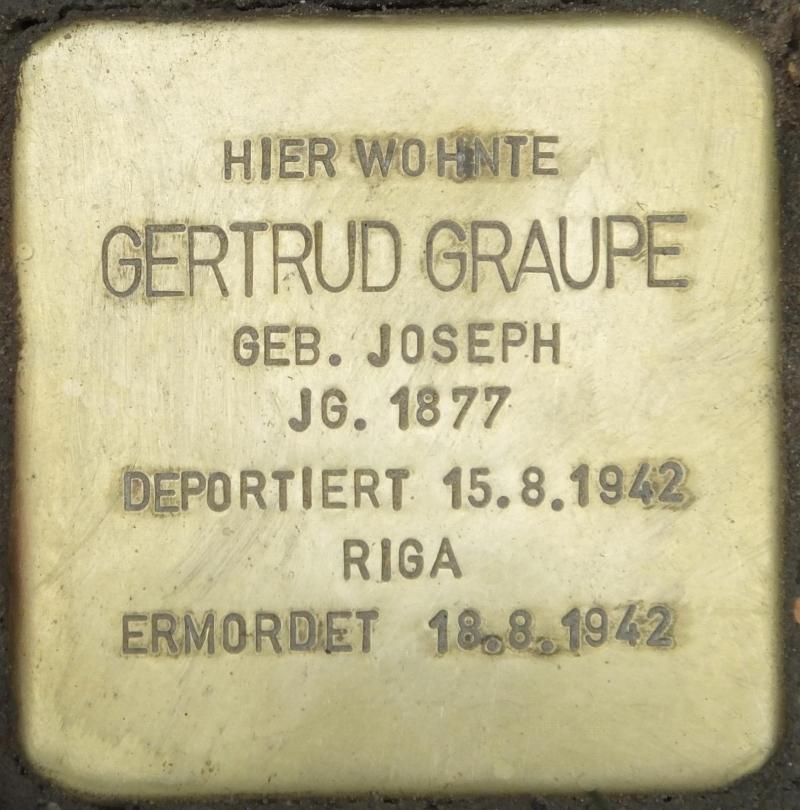 HIER WOHNTE
GERTRUD GRAUPE
GEB. JOSEPH
JG. 1877
DEPORTIERT 15.8.1942
RIGA
ERMORDET 18.8.1942